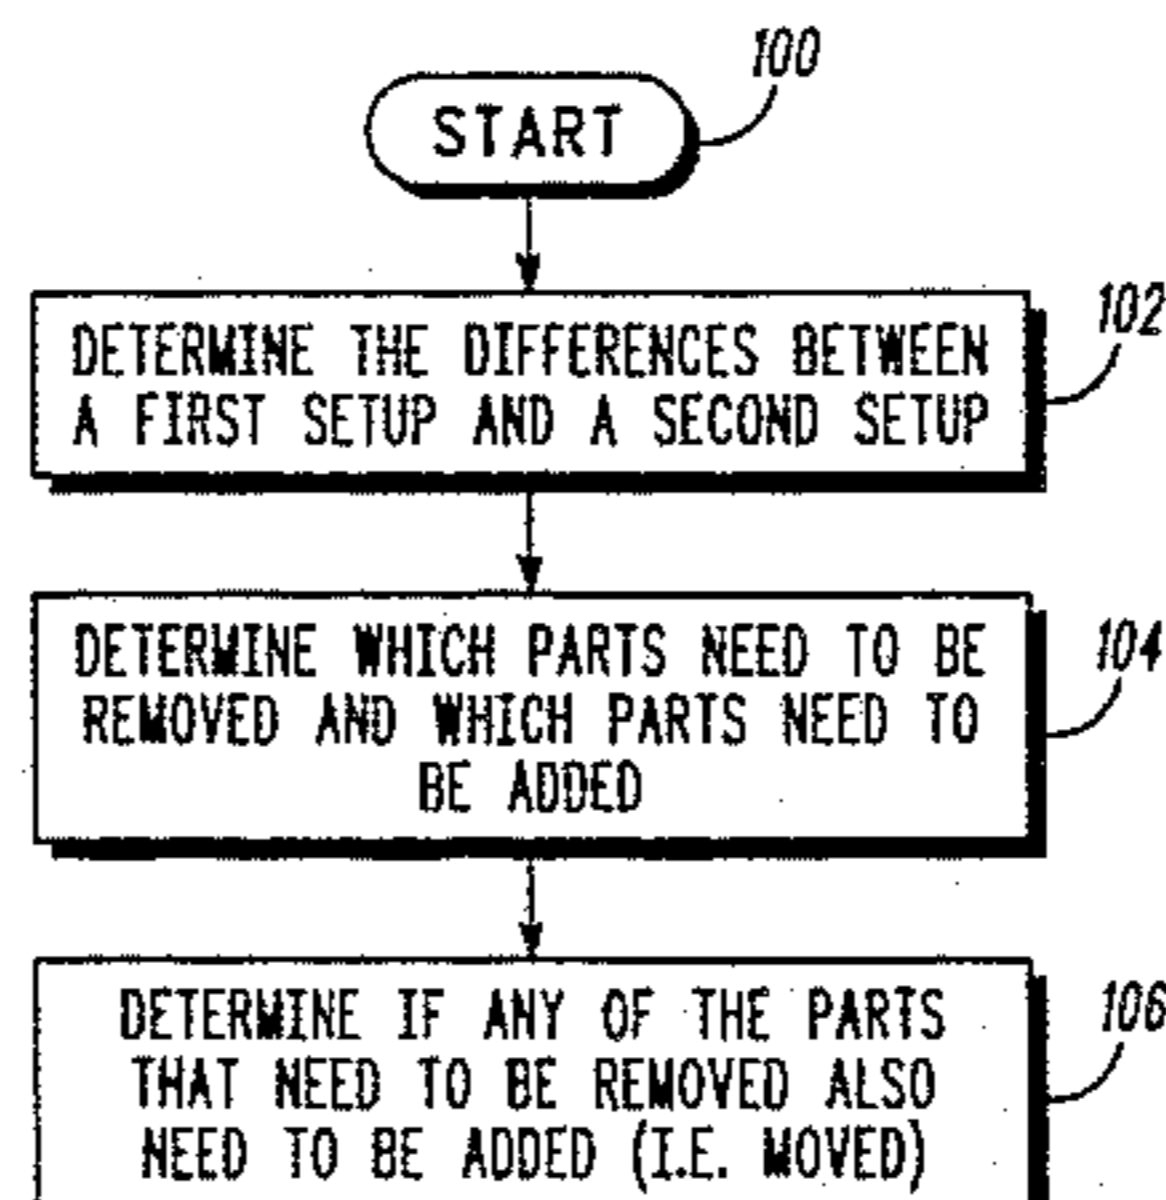 100
START
102
DETERMINE THE DIFFERENCES BETWEEN
A FIRST SETUP AND A SECOND SETUP
104
DETERMINE WHICH PARTS NEED TO BE
REMOVED AND WHICH PARTS NEED TO
BE ADDED
106
DETERMINE IF ANY OF THE PARTS
THAT NEED TO BE REMOVED ALSO
NEED TO BE ADDED (I.E. MOVED)